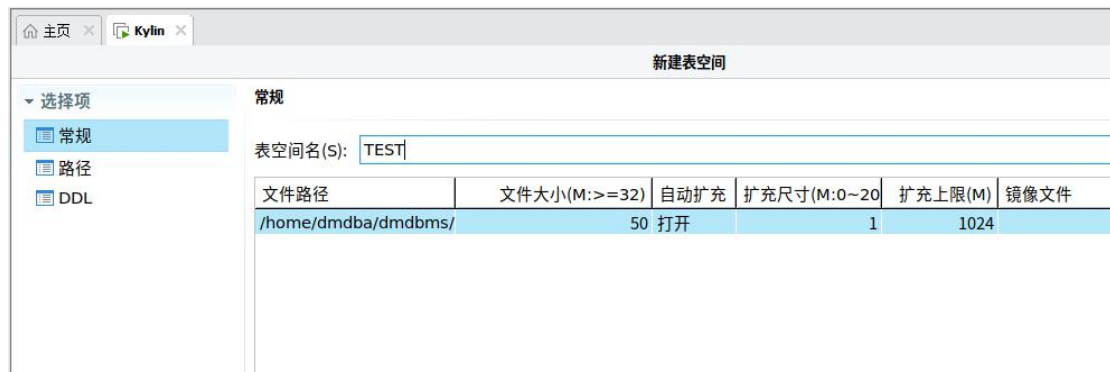 主页 Kylin
新建表空间
选择项
常规
路径
DDL
常规
表空间名(S): TEST
文件路径 文件大小(M:>=32) 自动扩充 扩充尺寸(M:0~20 扩充上限(M) 镜像文件
/home/dmdba/dmdbms/ 50 打开 1 1024